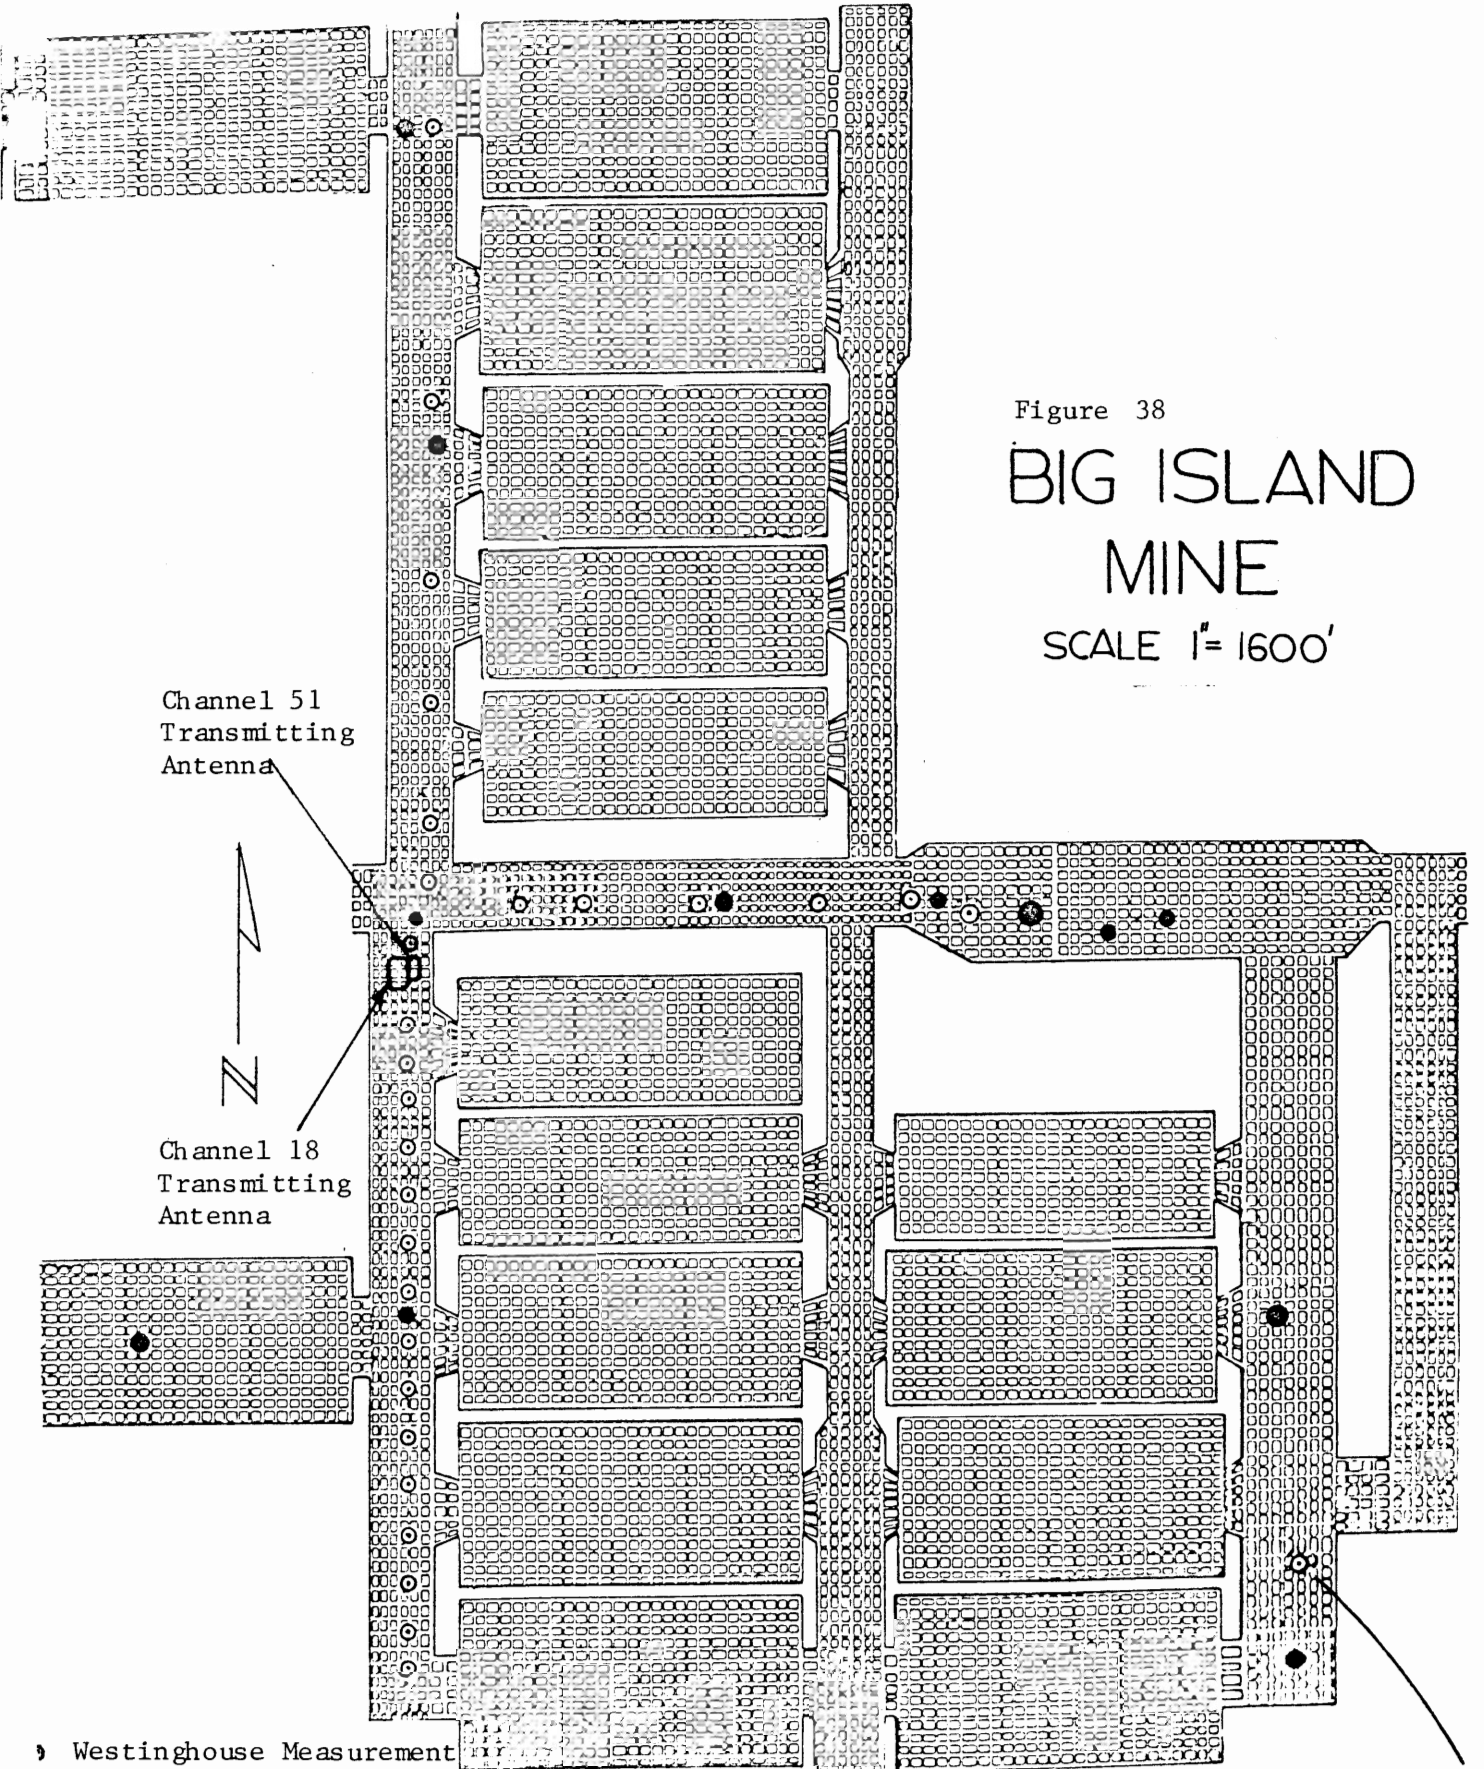 Figure 38
BIG ISLAND
MINE
SCALE 1"= 1600'
Channel 51
Transmitting
Antenna
N
Channel 18
Transmitting
Antenna
Westinghouse Measurement